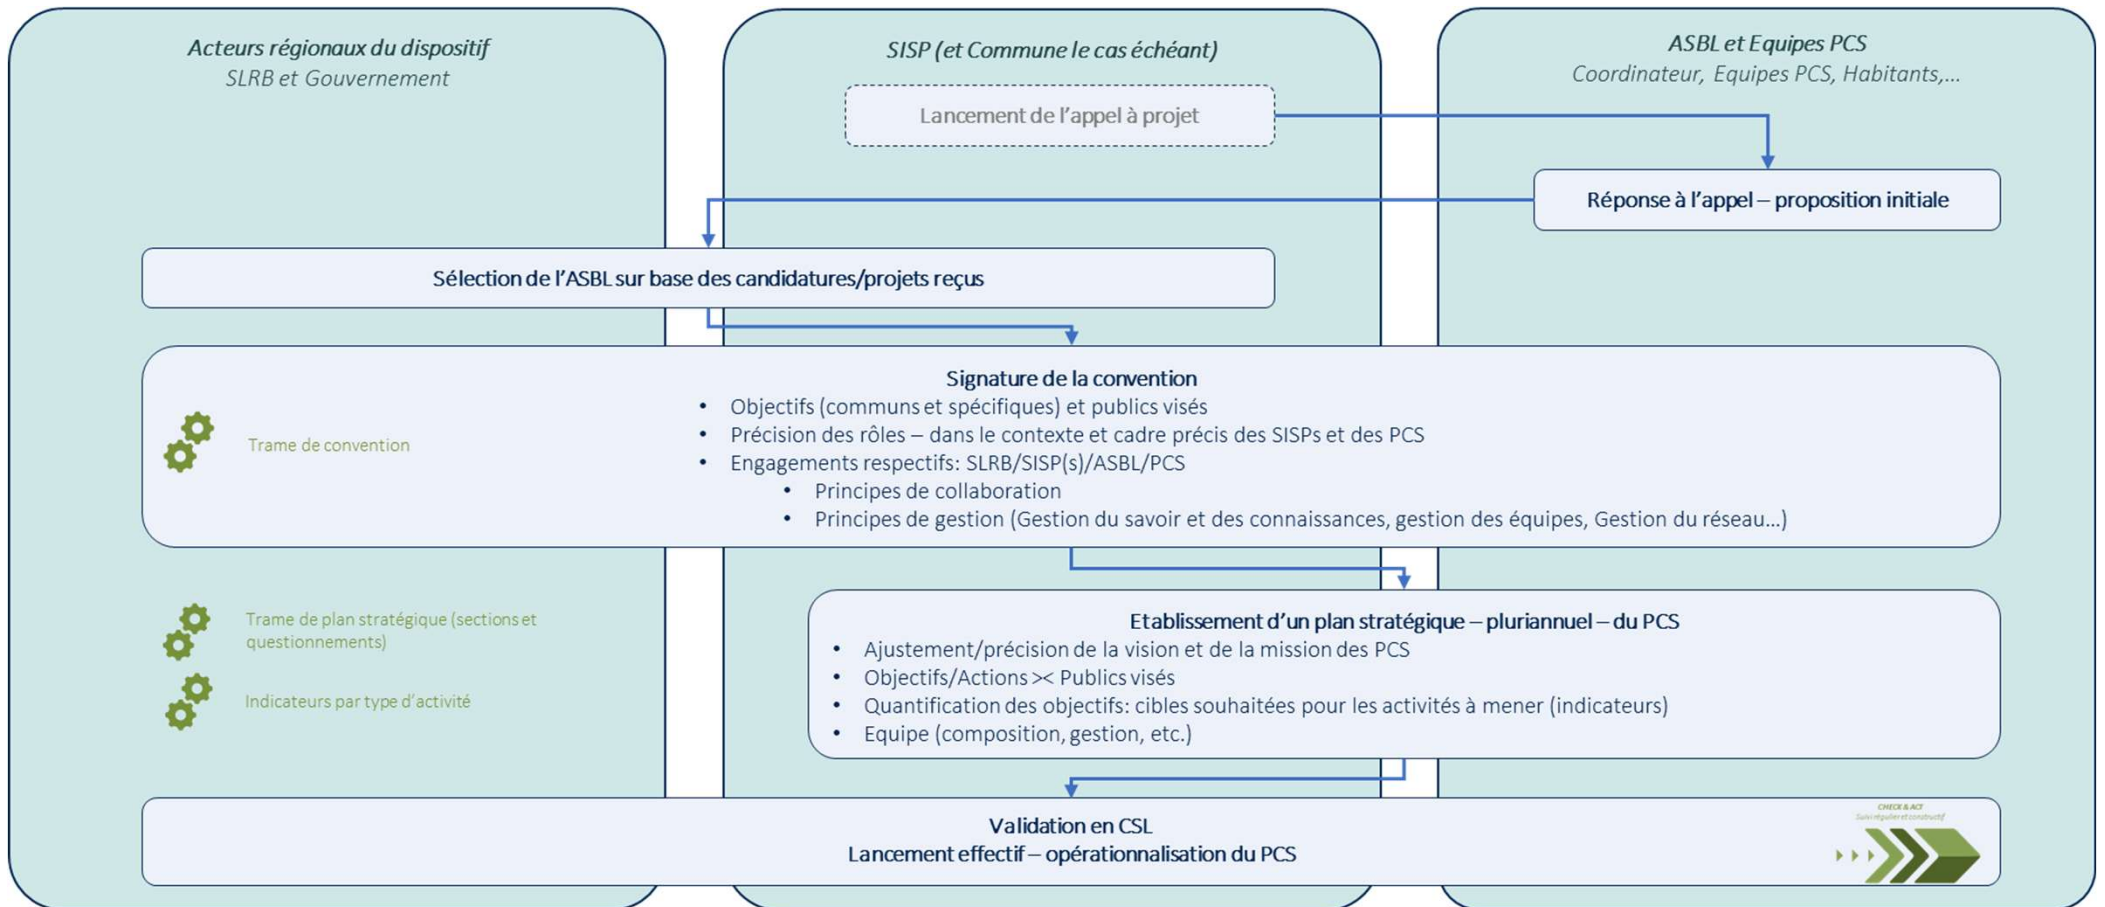 Acteurs régionaux du dispositif
SLRB et Gouvernement
SISP (et Commune le cas échéant)
ASBL et Equipes PCS
Coordinateur, Equipes PCS, Habitants,...
Lancement de l'appel à projet
Réponse à l'appel – proposition initiale
Sélection de l'ASBL sur base des candidatures/projets reçus
Signature de la convention
• Objectifs (communs et spécifiques) et publics visés
• Précision des rôles – dans le contexte et cadre précis des SISPs et des PCS
• Engagements respectifs: SLRB/SISP(s)/ASBL/PCS
• Principes de collaboration
• Principes de gestion (Gestion du savoir et des connaissances, gestion des équipes, Gestion du réseau...)
Trame de convention
Trame de plan stratégique (sections et
questionnements)
Indicateurs par type d'activité
Etablissement d'un plan stratégique – pluriannuel – du PCS
• Ajustement/précision de la vision et de la mission des PCS
• Objectifs/Actions >< Publics visés
• Quantification des objectifs: cibles souhaitées pour les activités à mener (indicateurs)
• Equipe (composition, gestion, etc.)
Validation en CSL
Lancement effectif – opérationnalisation du PCS
CHECK & ACT
Suivi régulier et constructif